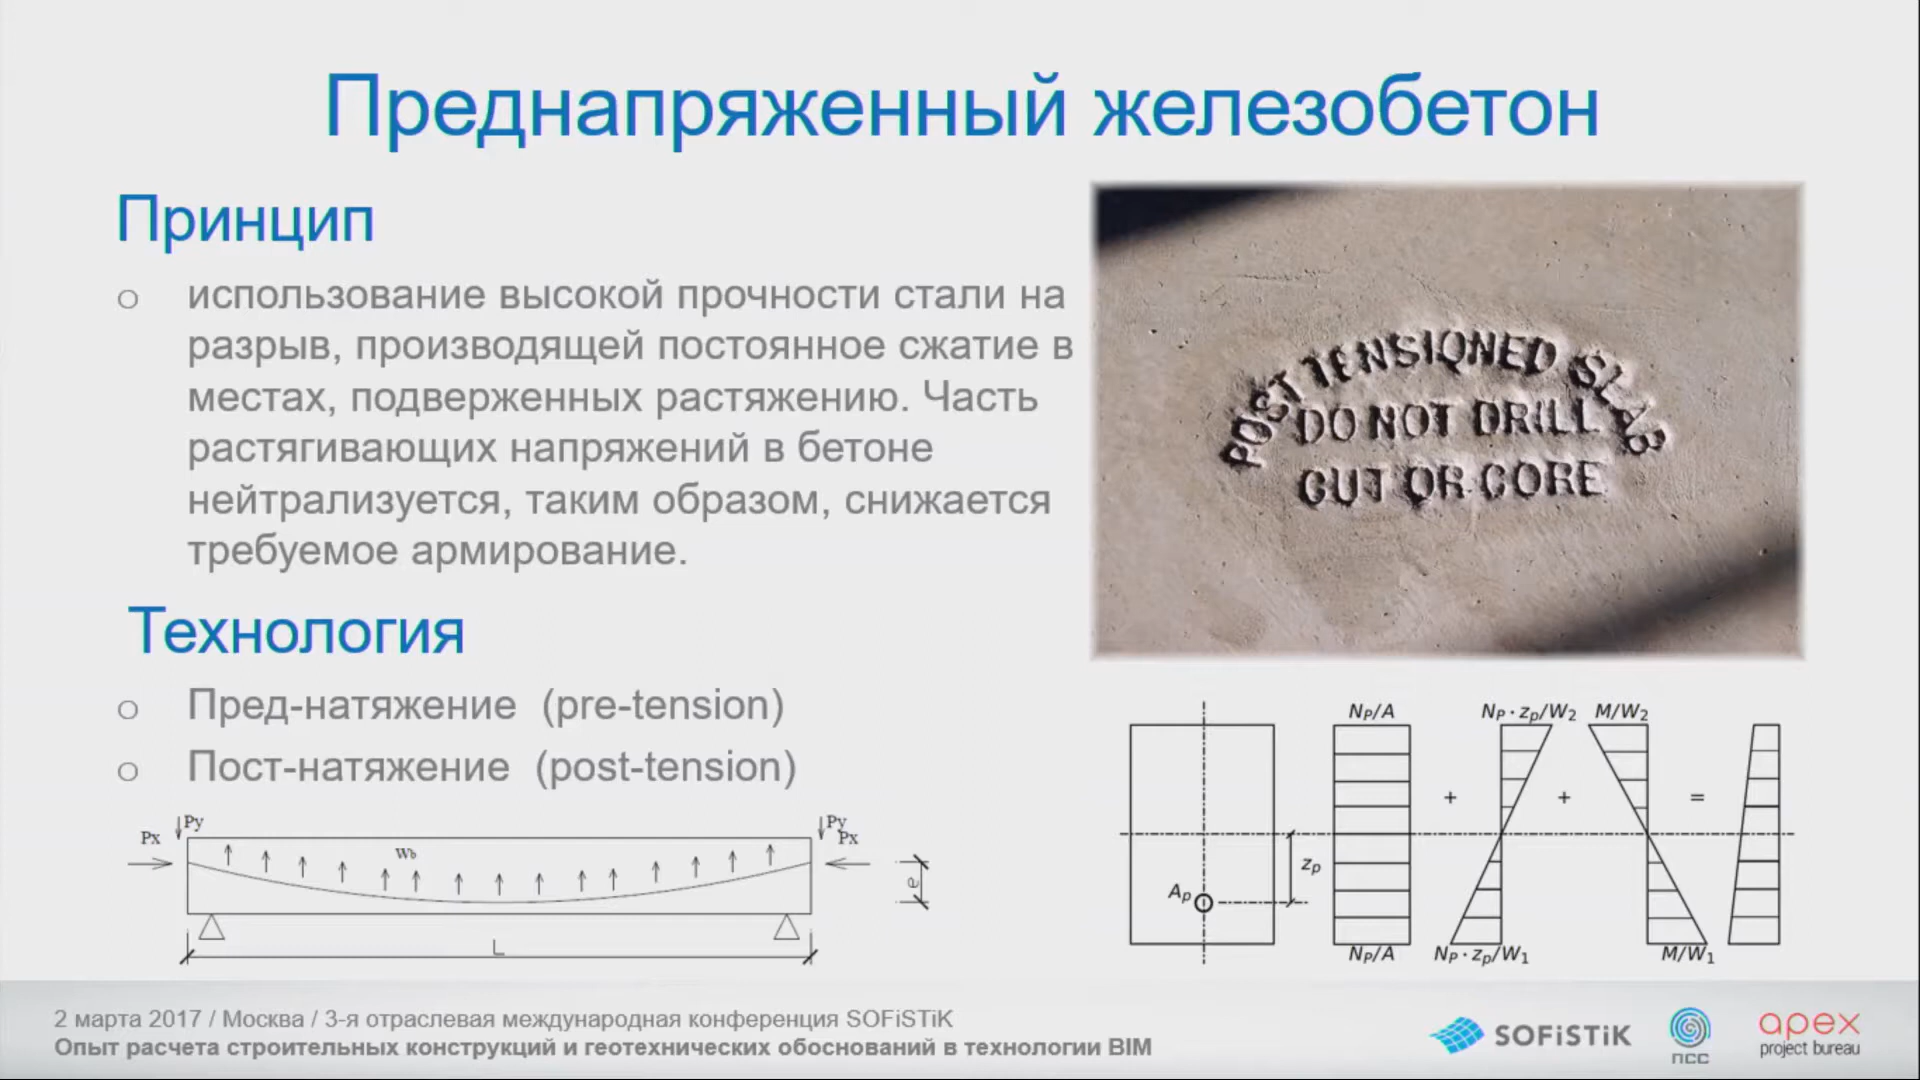 Преднапряженный железобетон
Принцип
o использование высокой прочности стали на
разрыв, производящей постоянное сжатие в
местах, подверженных растяжению. Часть
растягивающих напряжений в бетоне
нейтрализуется, таким образом, снижается
требуемое армирование.
Технология
o Пред-натяжение (pre-tension)
o Пост-натяжение (post-tension)
POST TENSIONED SLAB
DO NOT DRILL
CUT OR CORE
Py Py
Px Px
Wb
e
L
Nₚ/A Nₚ·zₚ/W₂ M/W₂
+ + =
zₚ
Aₚ
Nₚ/A Nₚ·zₚ/W₁ M/W₁
2 марта 2017 / Москва / 3-я отраслевая международная конференция SOFiSTiK
Опыт расчета строительных конструкций и геотехнических обоснований в технологии BIM
SOFiSTiK
ПСС
apex
project bureau